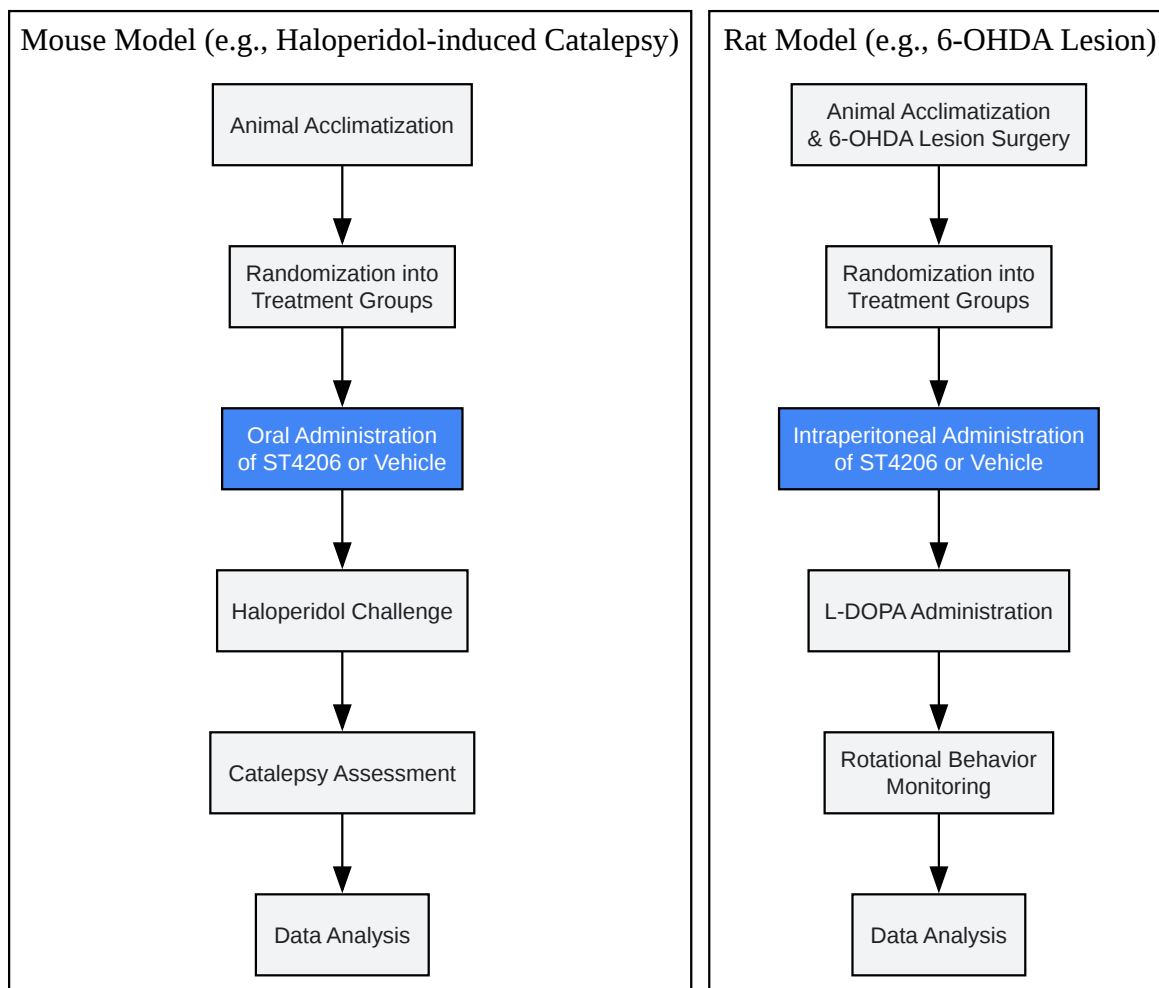 Mouse Model (e.g., Haloperidol-induced Catalepsy)
Animal Acclimatization
Randomization into
Treatment Groups
Oral Administration
of ST4206 or Vehicle
Haloperidol Challenge
Catalepsy Assessment
Data Analysis
Rat Model (e.g., 6-OHDA Lesion)
Animal Acclimatization
& 6-OHDA Lesion Surgery
Randomization into
Treatment Groups
Intraperitoneal Administration
of ST4206 or Vehicle
L-DOPA Administration
Rotational Behavior
Monitoring
Data Analysis